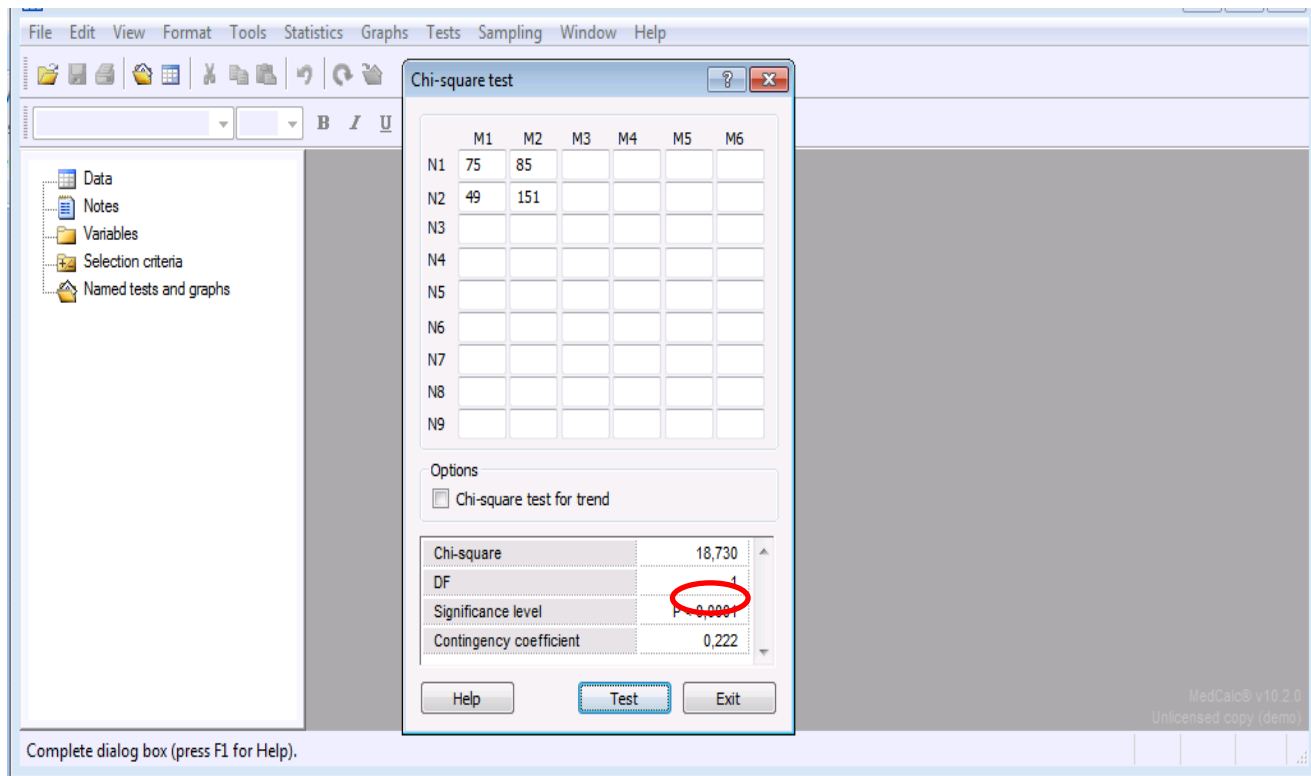 File Edit View Format Tools Statistics Graphs Tests Sampling Window Help
Chi-square test
B I U
Data
Notes
Variables
Selection criteria
Named tests and graphs
M1 M2 M3 M4 M5 M6
N1 75 85
N2 49 151
N3
N4
N5
N6
N7
N8
N9
Options
Chi-square test for trend
Chi-square 18,730
DF 1
Significance level P < 0,0001
Contingency coefficient 0,222
Help Test Exit
MedCalc® v10.2.0
Unlicensed copy (demo)
Complete dialog box (press F1 for Help).